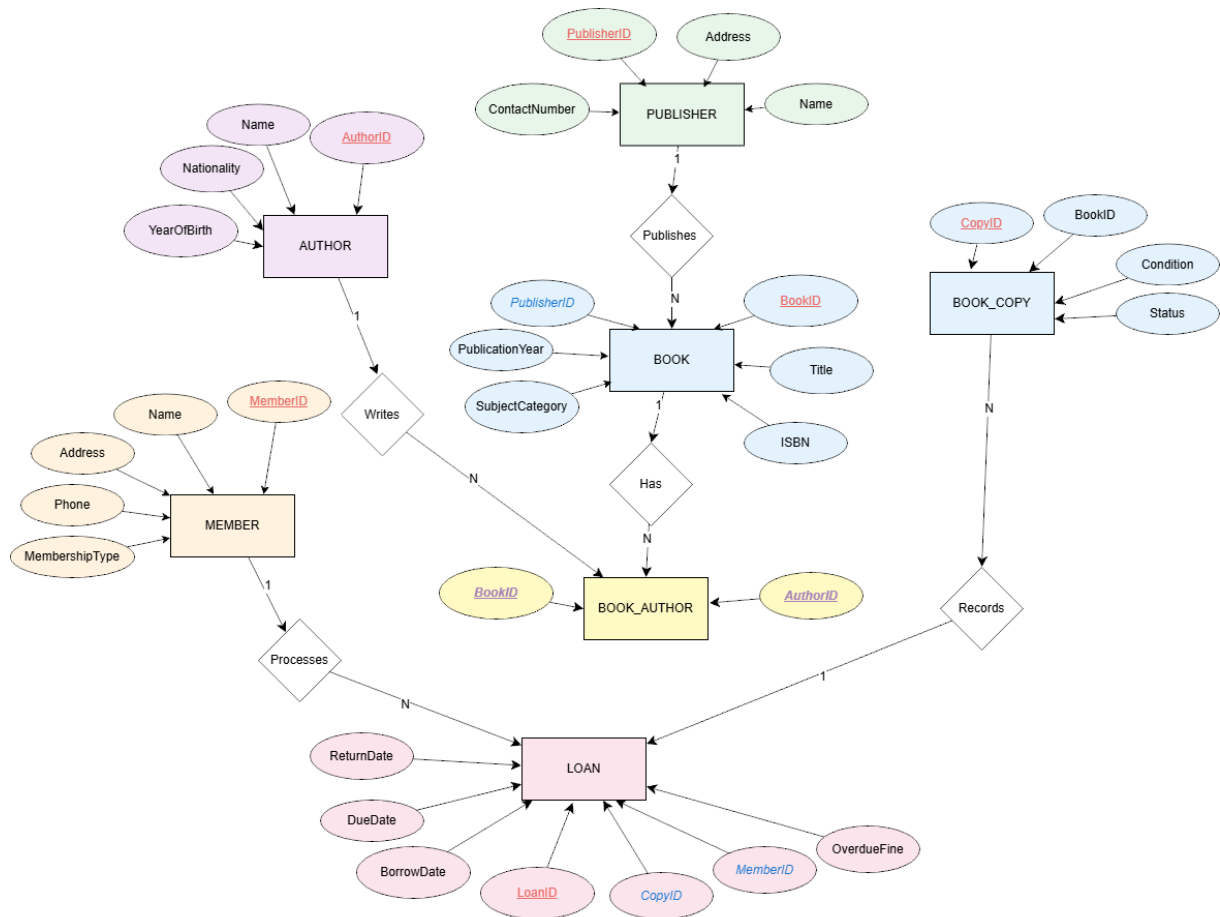 PublisherID
Address
ContactNumber
PUBLISHER
Name
1
Publishes
N
Name
AuthorID
Nationality
YearOfBirth
AUTHOR
1
Writes
N
CopyID
BookID
Condition
BOOK_COPY
Status
N
Records
1
PublisherID
BookID
PublicationYear
BOOK
Title
SubjectCategory
ISBN
1
Has
N
Name
MemberID
Address
Phone
MEMBER
MembershipType
1
Processes
N
BookID
BOOK_AUTHOR
AuthorID
ReturnDate
LOAN
DueDate
BorrowDate
LoanID
CopyID
MemberID
OverdueFine